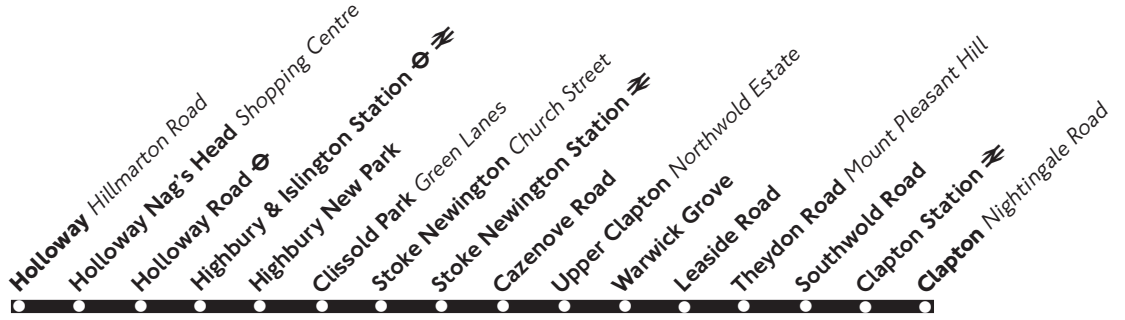 Holloway Hillmarton Road
Holloway Nag's Head Shopping Centre
Holloway Road
Highbury & Islington Station
Highbury New Park
Clissold Park Green Lanes
Stoke Newington Church Street
Stoke Newington Station
Cazenove Road
Upper Clapton Northwold Estate
Warwick Grove
Leaside Road
Theydon Road Mount Pleasant Hill
Southwold Road
Clapton Station
Clapton Nightingale Road